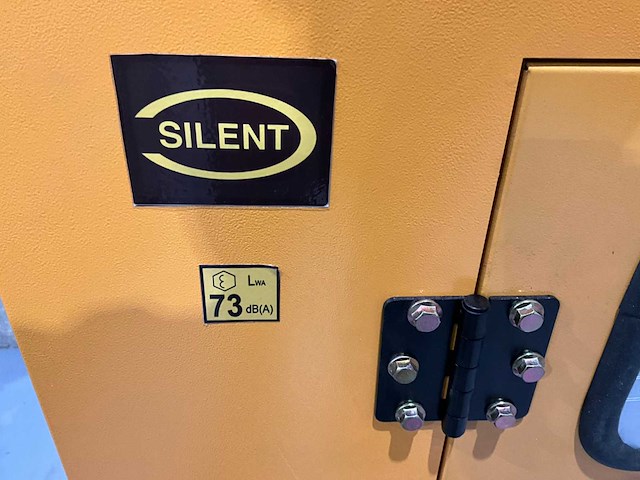 SILENT
ε LWA
73 dB(A)